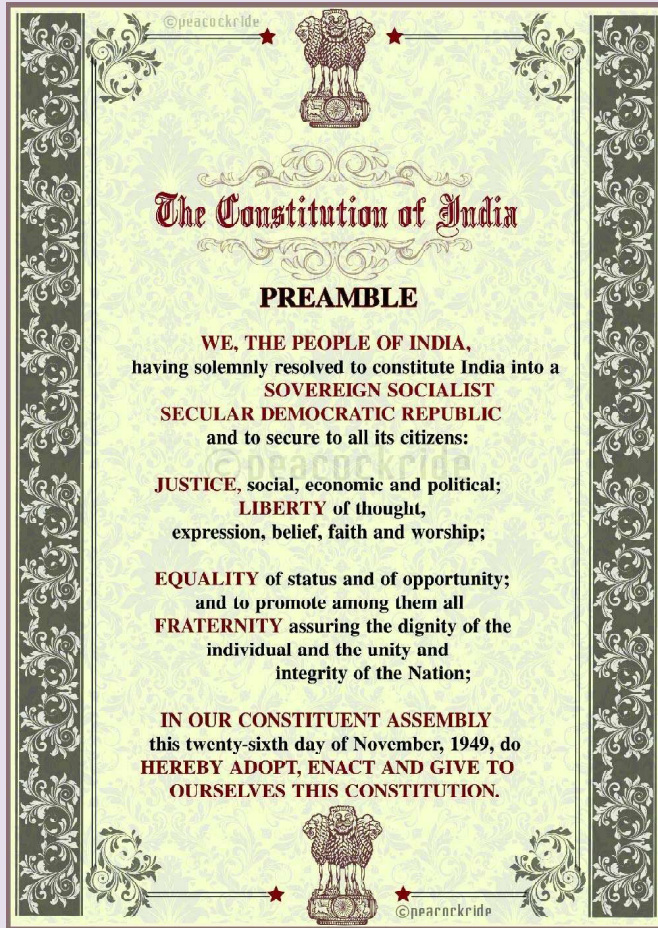 ©peacockride
The Constitution of India
PREAMBLE
WE, THE PEOPLE OF INDIA,
having solemnly resolved to constitute India into a
SOVEREIGN SOCIALIST
SECULAR DEMOCRATIC REPUBLIC
and to secure to all its citizens:
©peacockride
JUSTICE, social, economic and political;
LIBERTY of thought,
expression, belief, faith and worship;
EQUALITY of status and of opportunity;
and to promote among them all
FRATERNITY assuring the dignity of the
individual and the unity and
integrity of the Nation;
IN OUR CONSTITUENT ASSEMBLY
this twenty-sixth day of November, 1949, do
HEREBY ADOPT, ENACT AND GIVE TO
OURSELVES THIS CONSTITUTION.
©peacockride